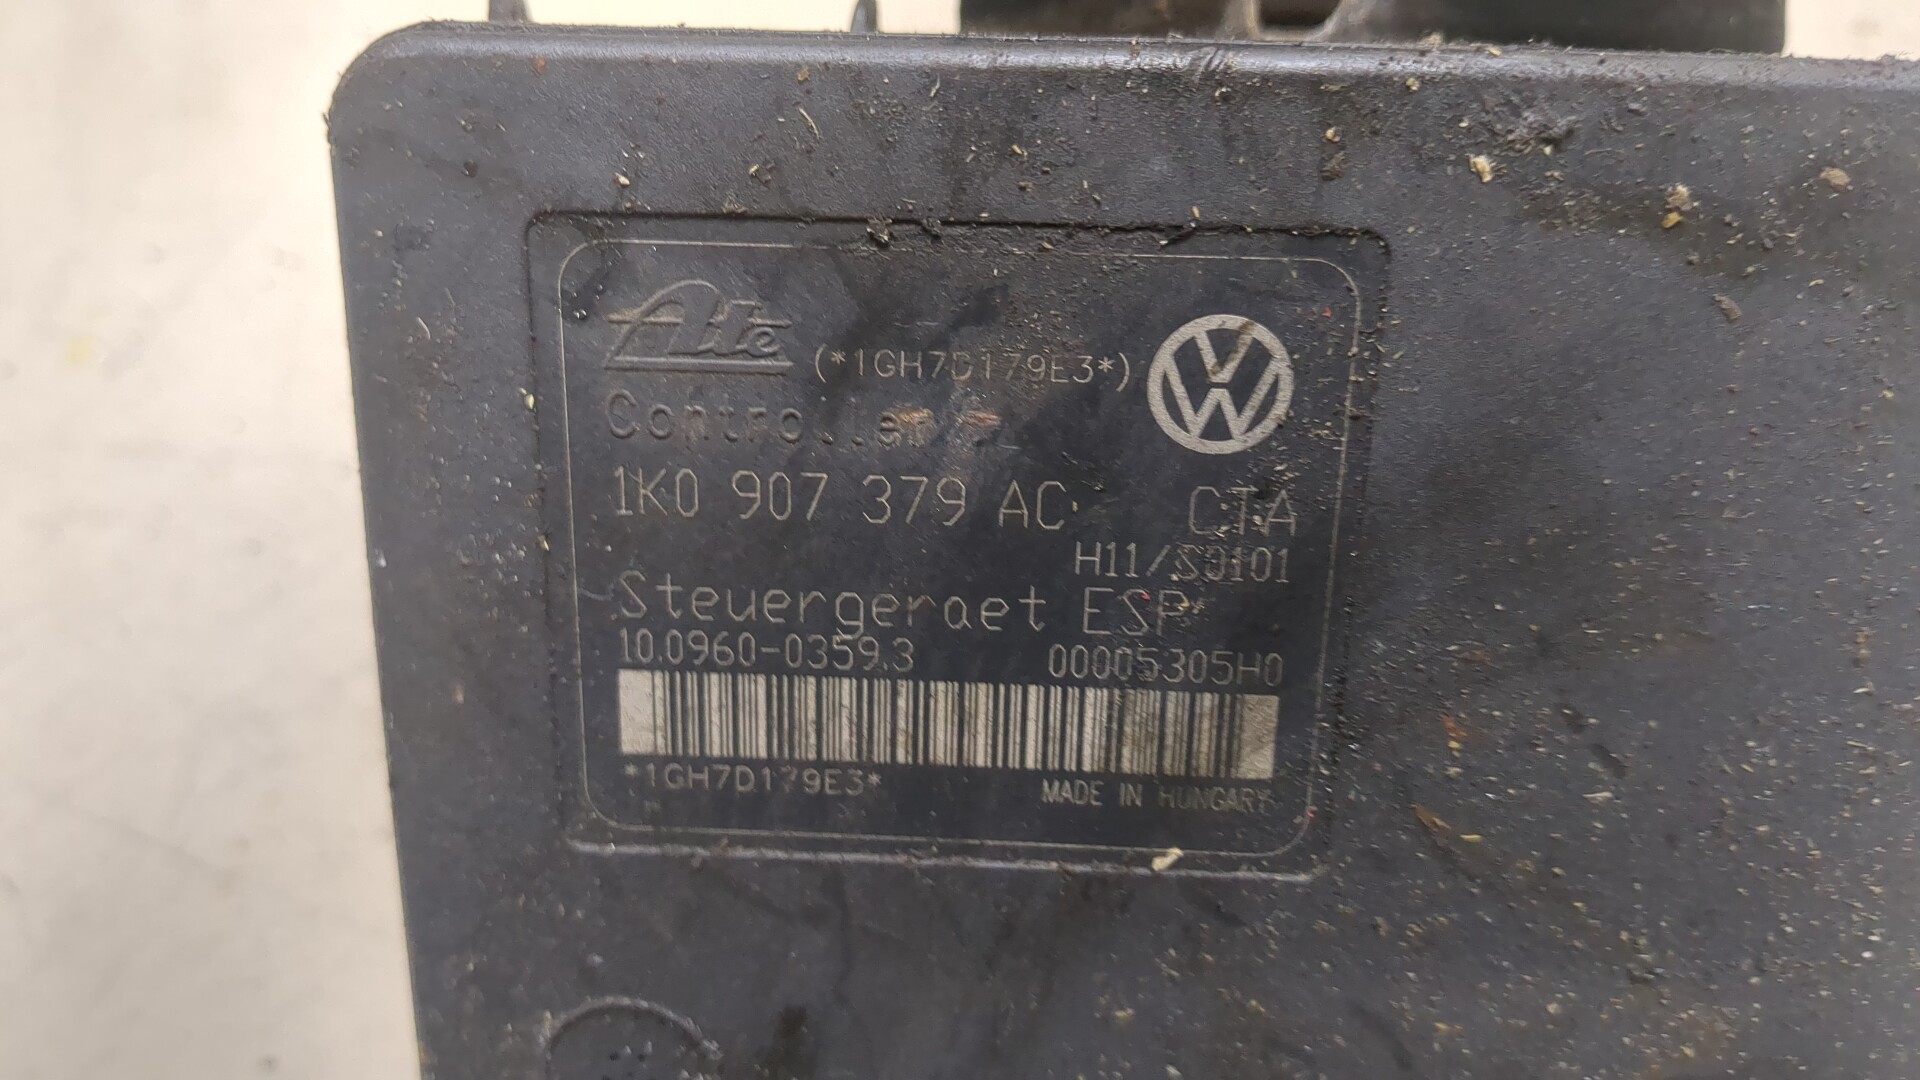 Ate (*1GH7D179E3*)
Controller
1K0 907 379 AC CTA
H11/S0101
Steuergeraet ESP
10.0960-0359.3 00005305H0
*1GH7D179E3*
MADE IN HUNGARY